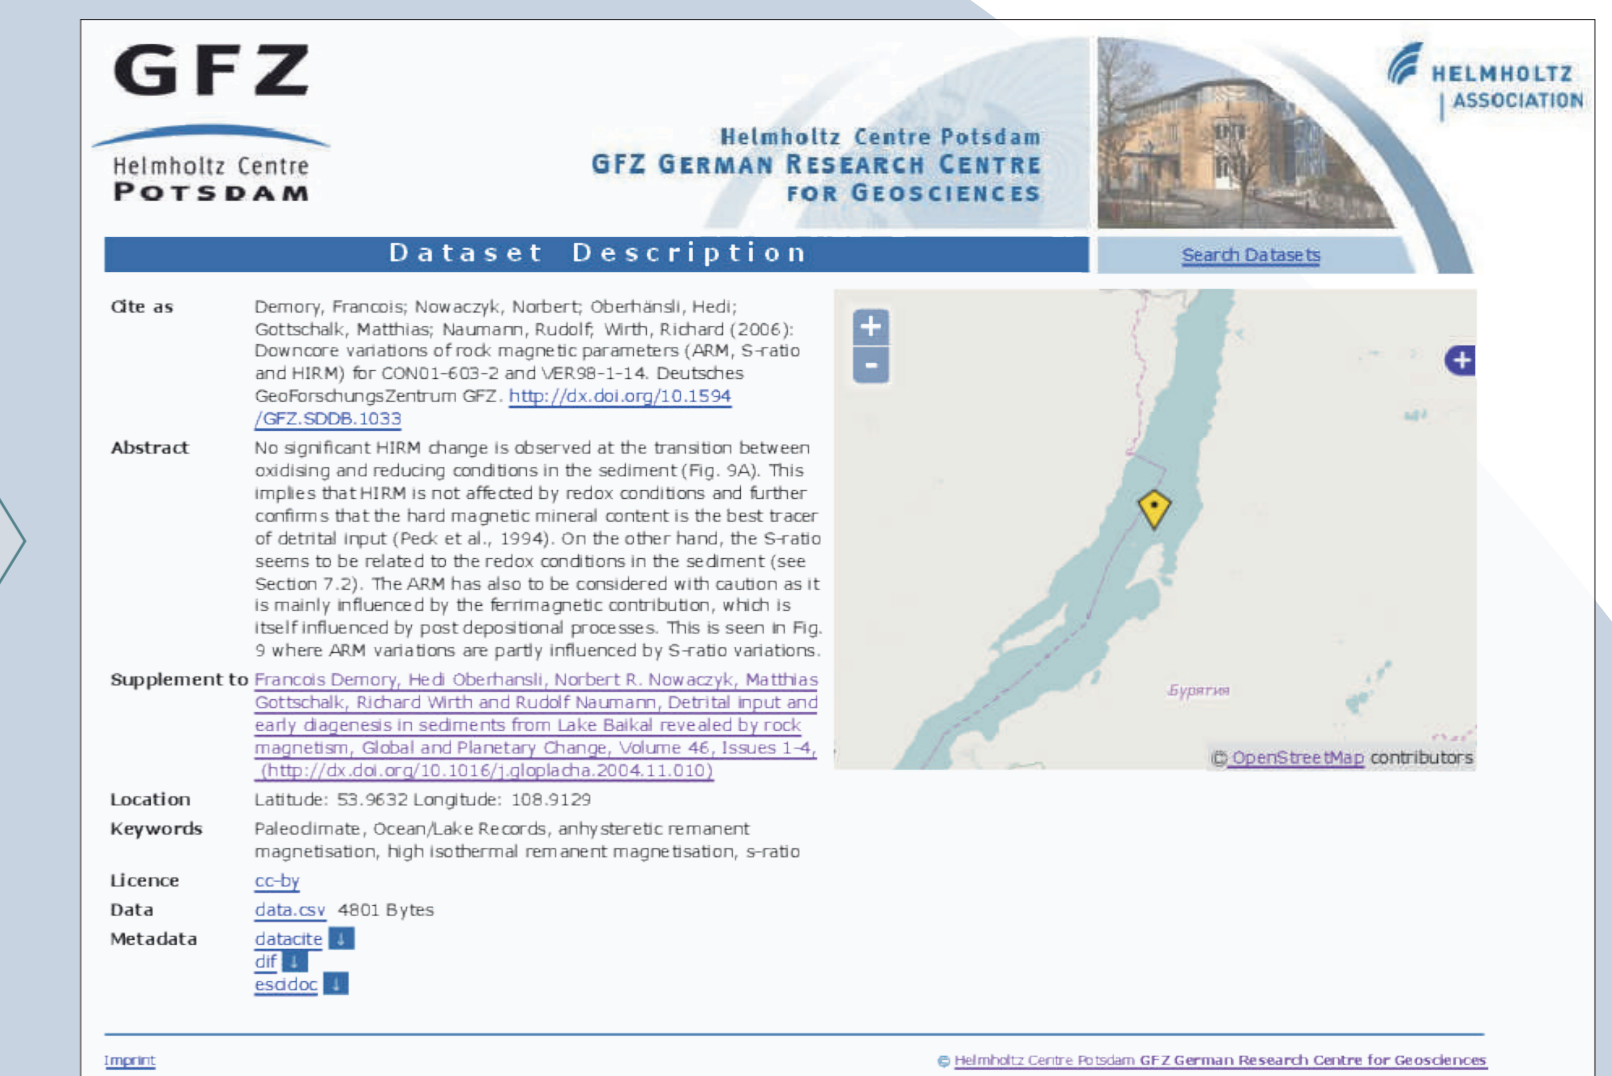 GFZ
Helmholtz Centre
POTSDAM
Helmholtz Centre Potsdam
GFZ GERMAN RESEARCH CENTRE
FOR GEOSCIENCES
HELMHOLTZ
ASSOCIATION
Dataset Description
Search Datasets
Cite as
Demory, Francois; Nowaczyk, Norbert; Oberhänsli, Hedi;
Gottschalk, Matthias; Naumann, Rudolf; Wirth, Richard (2006):
Downcore variations of rock magnetic parameters (ARM, S-ratio
and HIRM) for CON01-603-2 and VER98-1-14. Deutsches
GeoForschungsZentrum GFZ. http://dx.doi.org/10.1594
/GFZ.SDDB.1033
Abstract
No significant HIRM change is observed at the transition between
oxidising and reducing conditions in the sediment (Fig. 9A). This
implies that HIRM is not affected by redox conditions and further
confirms that the hard magnetic mineral content is the best tracer
of detrital input (Peck et al., 1994). On the other hand, the S-ratio
seems to be related to the redox conditions in the sediment (see
Section 7.2). The ARM has also to be considered with caution as it
is mainly influenced by the ferrimagnetic contribution, which is
itself influenced by post depositional processes. This is seen in Fig.
9 where ARM variations are partly influenced by S-ratio variations.
Supplement to
Francois Demory, Hedi Oberhansli, Norbert R. Nowaczyk, Matthias
Gottschalk, Richard Wirth and Rudolf Naumann, Detrital input and
early diagenesis in sediments from Lake Baikal revealed by rock
magnetism, Global and Planetary Change, Volume 46, Issues 1-4,
(http://dx.doi.org/10.1016/j.gloplacha.2004.11.010)
Location
Latitude: 53.9632 Longitude: 108.9129
Keywords
Paleoclimate, Ocean/Lake Records, anhysteretic remanent
magnetisation, high isothermal remanent magnetisation, s-ratio
Licence
cc-by
Data
data.csv 4801 Bytes
Metadata
datacite ↓
dif ↓
escidoc ↓
+
-
+
Бурятия
© OpenStreetMap contributors
Imprint
© Helmholtz Centre Potsdam GFZ German Research Centre for Geosciences